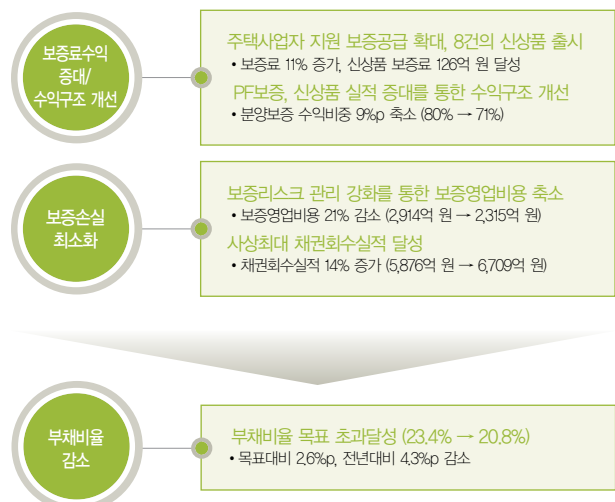 보증료수익
증대/
수익구조 개선
주택사업자 지원 보증공급 확대, 8건의 신상품 출시
• 보증료 11% 증가, 신상품 보증료 126억 원 달성
PF보증, 신상품 실적 증대를 통한 수익구조 개선
• 분양보증 수익비중 9%p 축소 (80% → 71%)
보증손실
최소화
보증리스크 관리 강화를 통한 보증영업비용 축소
• 보증영업비용 21% 감소 (2,914억 원 → 2,315억 원)
사상최대 채권회수실적 달성
• 채권회수실적 14% 증가 (5,876억 원 → 6,709억 원)
부채비율
감소
부채비율 목표 초과달성 (23.4% → 20.8%)
• 목표대비 2.6%p, 전년대비 4.3%p 감소